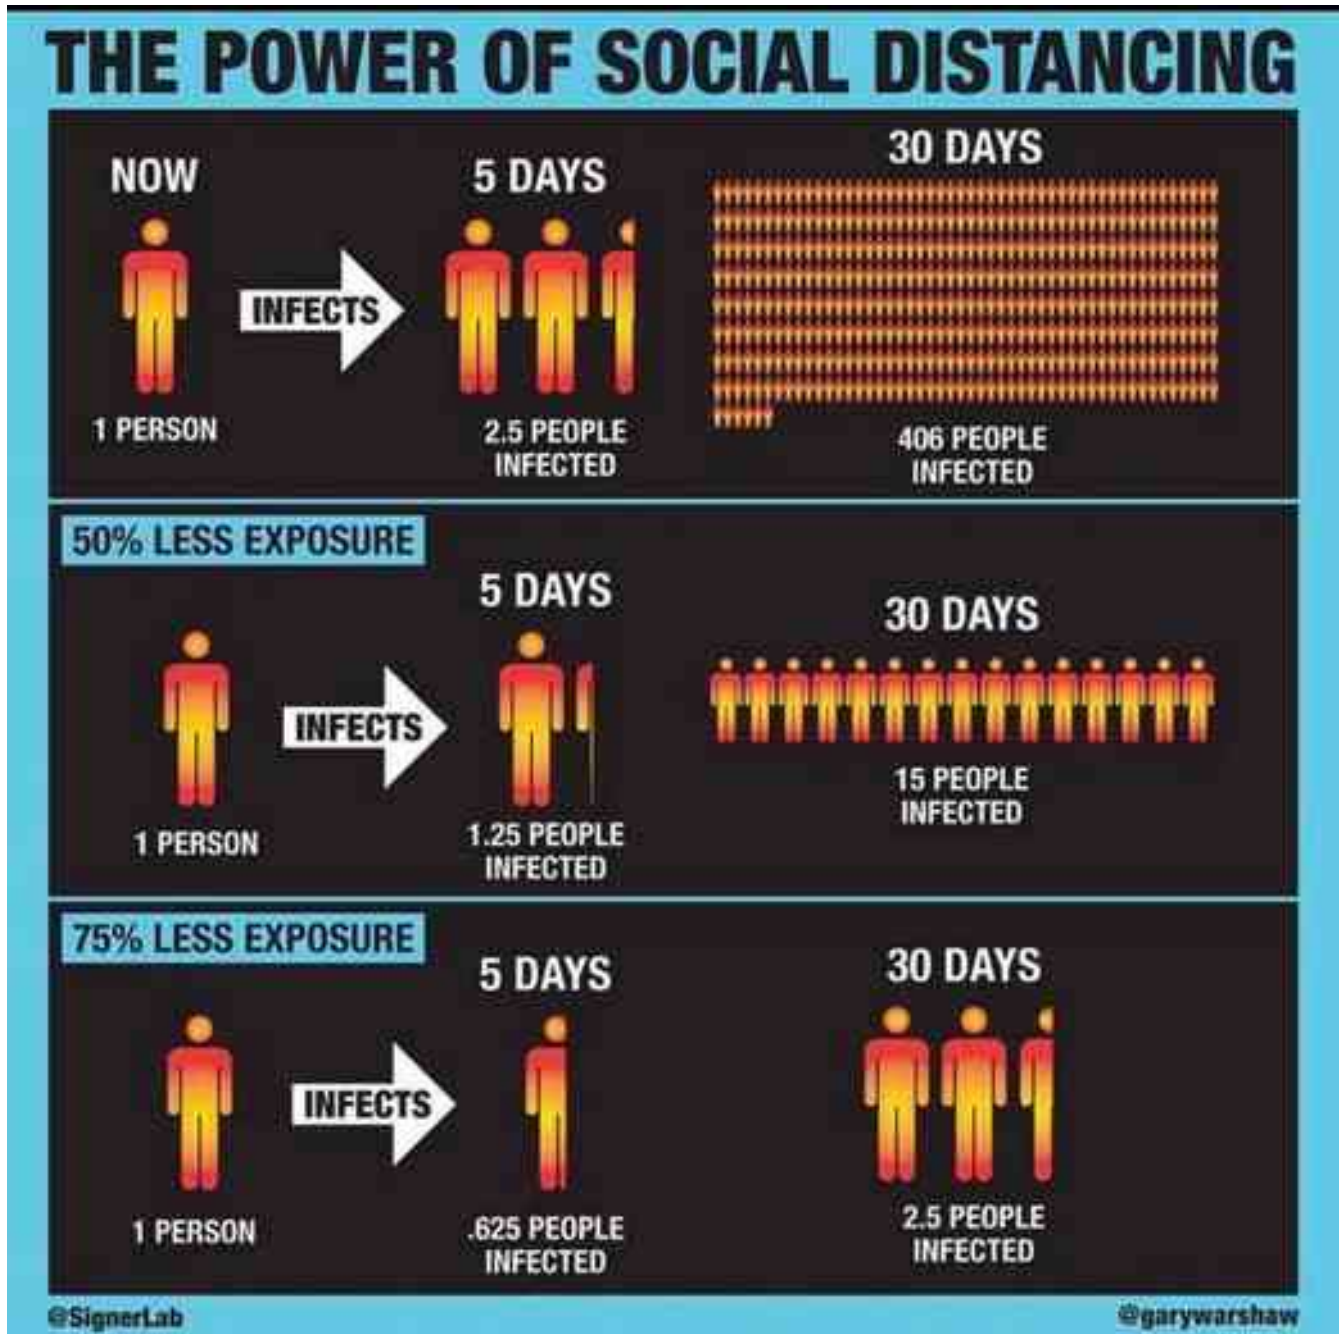 THE POWER OF SOCIAL DISTANCING
NOW
INFECTS
1 PERSON
5 DAYS
2.5 PEOPLE
INFECTED
30 DAYS
406 PEOPLE
INFECTED
50% LESS EXPOSURE
INFECTS
1 PERSON
5 DAYS
1.25 PEOPLE
INFECTED
30 DAYS
15 PEOPLE
INFECTED
75% LESS EXPOSURE
INFECTS
1 PERSON
5 DAYS
.625 PEOPLE
INFECTED
30 DAYS
2.5 PEOPLE
INFECTED
@SignerLab
@garywarshaw